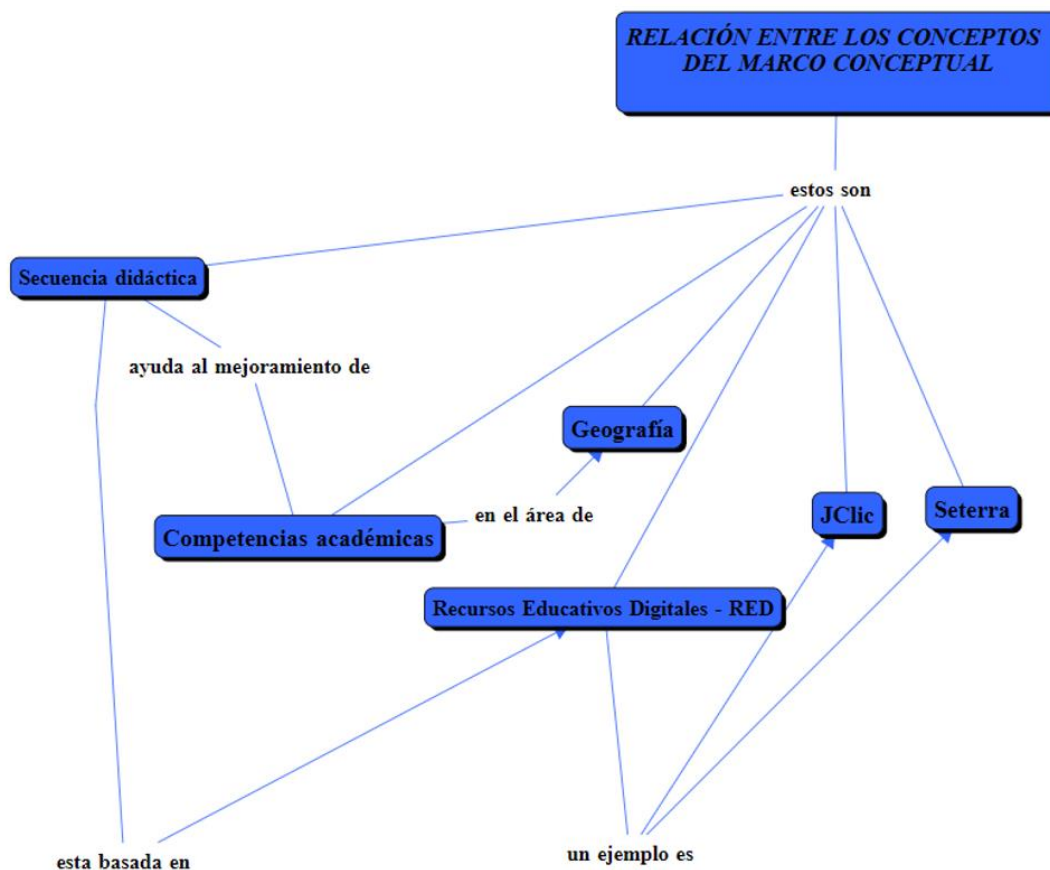 RELACIÓN ENTRE LOS CONCEPTOS
DEL MARCO CONCEPTUAL
estos son
Secuencia didáctica
ayuda al mejoramiento de
Geografía
en el área de
Competencias académicas
JClic
Seterra
Recursos Educativos Digitales - RED
esta basada en
un ejemplo es